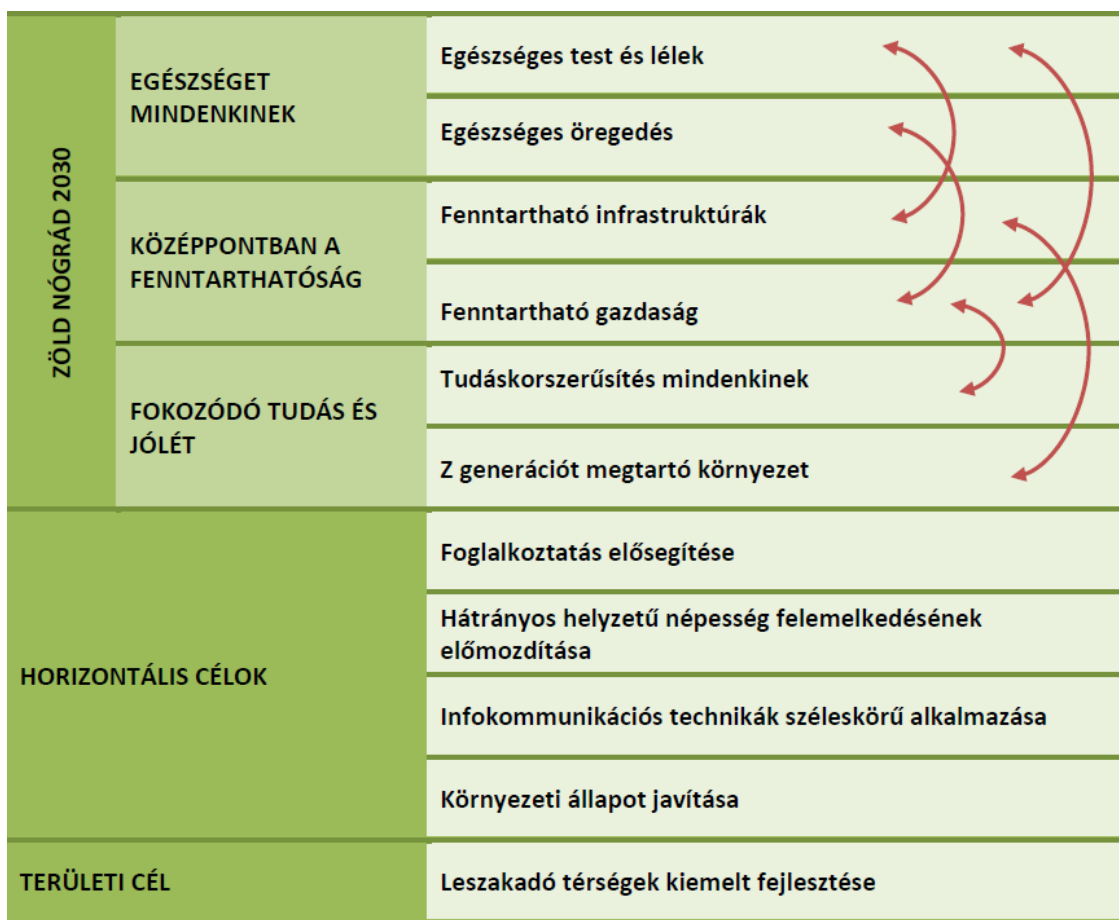 ZÖLD NÓGRÁD 2030
EGÉSZSÉGET
MINDENKINEK
Egészséges test és lélek
Egészséges öregedés
KÖZÉPPONTBAN A
FENNTARTHATÓSÁG
Fenntartható infrastruktúrák
Fenntartható gazdaság
FOKOZÓDÓ TUDÁS ÉS
JÓLÉT
Tudáskorszerűsítés mindenkinek
Z generációt megtartó környezet
HORIZONTÁLIS CÉLOK
Foglalkoztatás elősegítése
Hátrányos helyzetű népesség felemelkedésének
előmozdítása
Infokommunikációs technikák széleskörű alkalmazása
Környezeti állapot javítása
TERÜLETI CÉL
Leszakadó térségek kiemelt fejlesztése